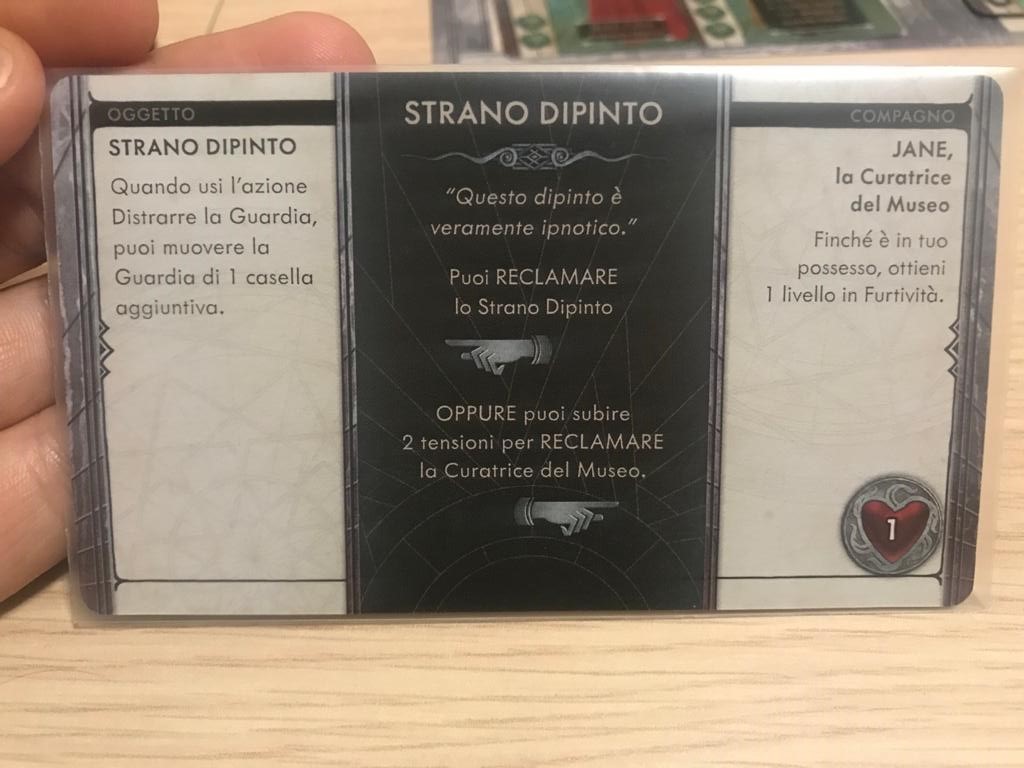 OGGETTO
STRANO DIPINTO
Quando usi l'azione
Distrarre la Guardia,
puoi muovere la
Guardia di 1 casella
aggiuntiva.
STRANO DIPINTO
"Questo dipinto è
veramente ipnotico."
Puoi RECLAMARE
lo Strano Dipinto
OPPURE puoi subire
2 tensioni per RECLAMARE
la Curatrice del Museo.
COMPAGNO
JANE,
la Curatrice
del Museo
Finché è in tuo
possesso, ottieni
1 livello in Furtività.
1